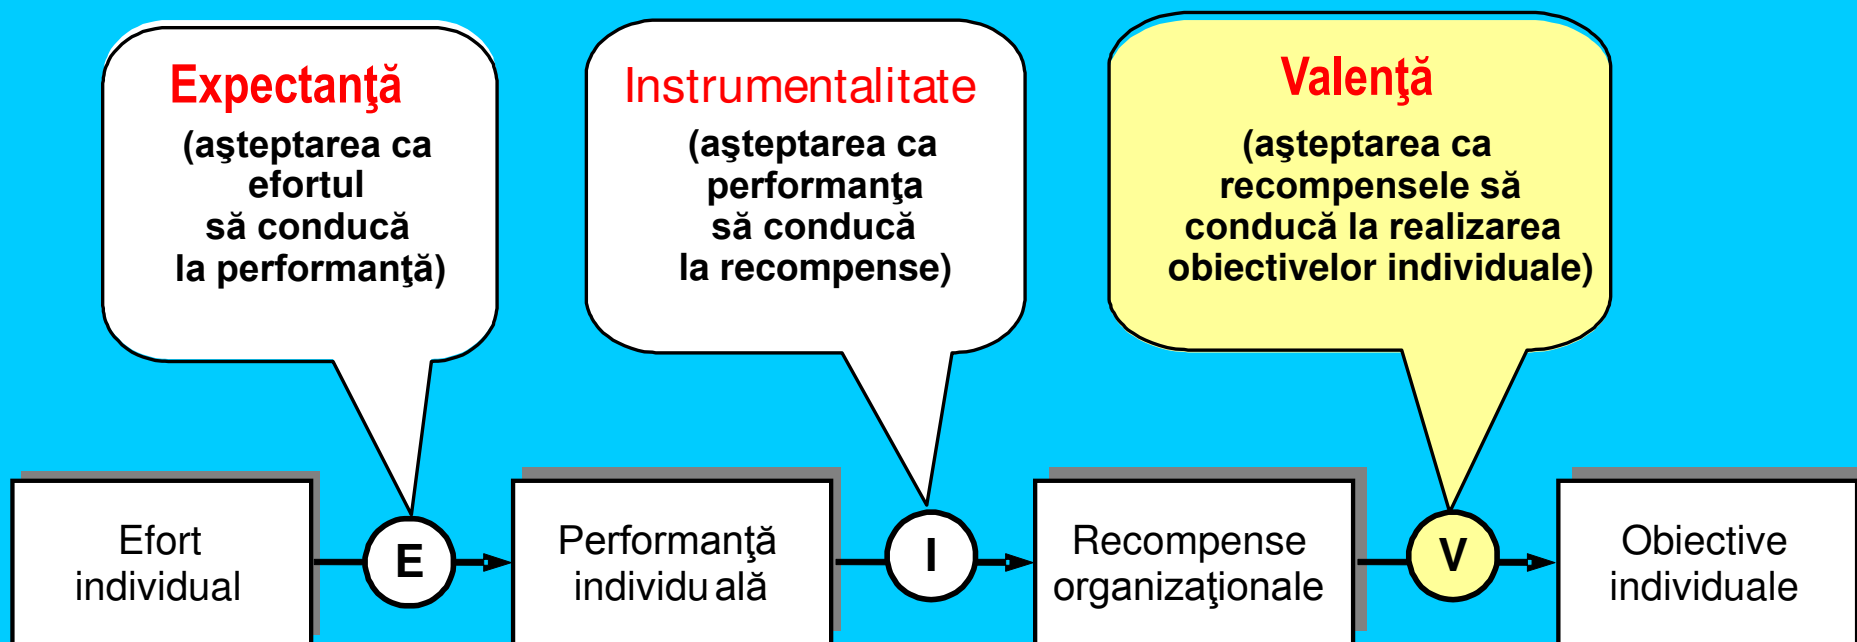 Expectanţă
(aşteptarea ca
efortul
să conducă
la performanţă)
Instrumentalitate
(aşteptarea ca
performanţa
să conducă
la recompense)
Valenţă
(aşteptarea ca
recompensele să
conducă la realizarea
obiectivelor individuale)
Efort
individual
E
Performanţă
individu ală
I
Recompense
organizaţionale
V
Obiective
individuale